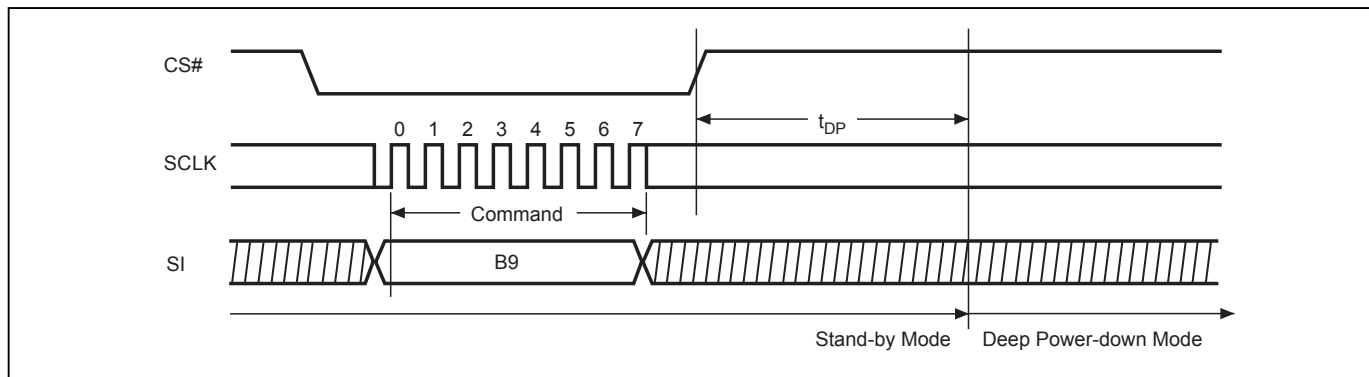 CS#
t_DP
0 1 2 3 4 5 6 7
SCLK
Command
SI
B9
Stand-by Mode
Deep Power-down Mode